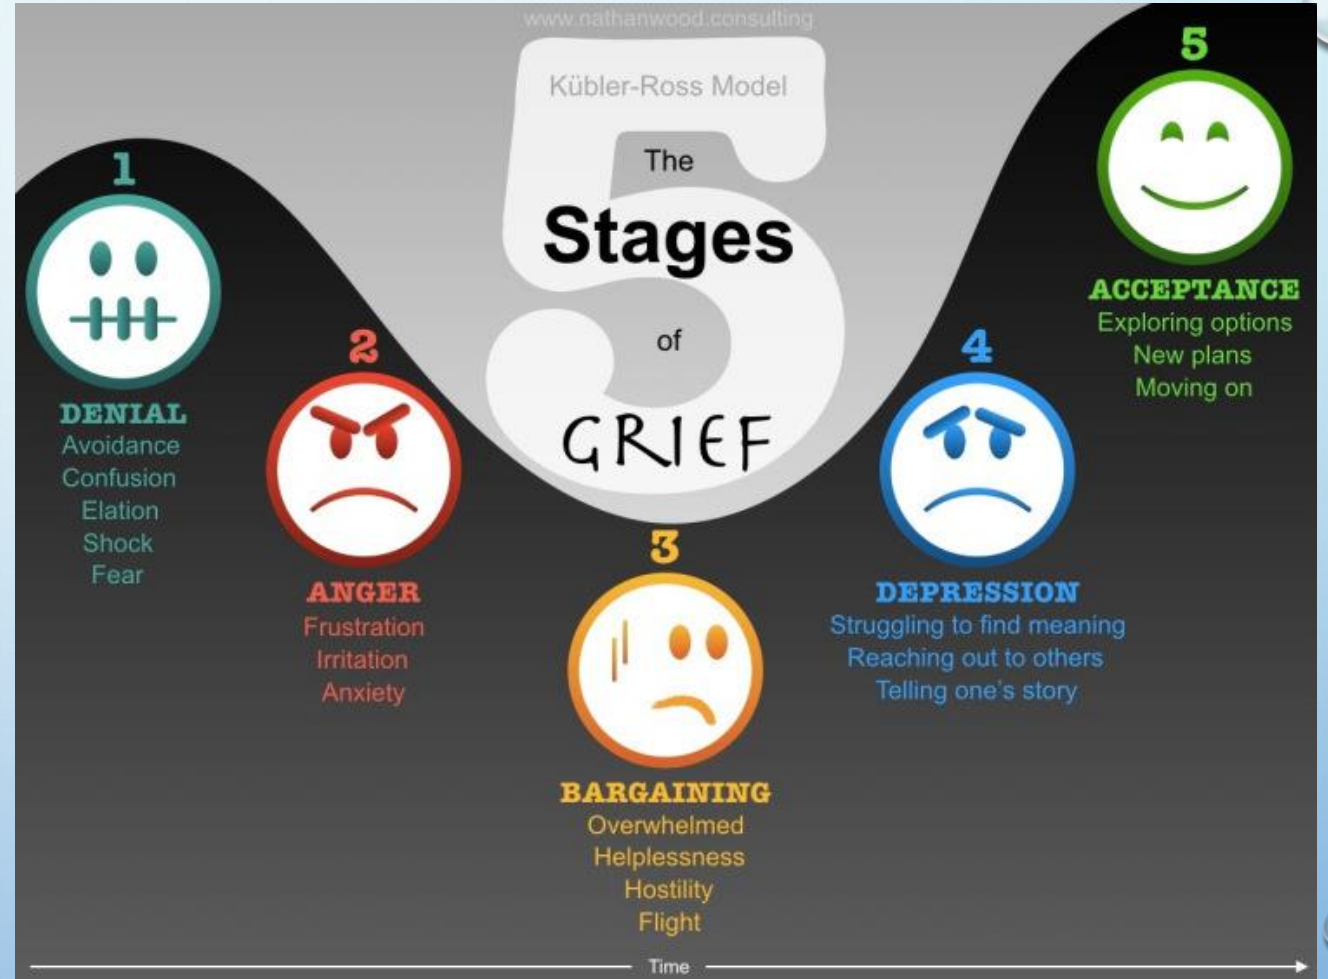 www.nathanwood.consulting
Kübler-Ross Model
5
The
Stages
of
GRIEF
1
DENIAL
Avoidance
Confusion
Elation
Shock
Fear
2
ANGER
Frustration
Irritation
Anxiety
3
BARGAINING
Overwhelmed
Helplessness
Hostility
Flight
4
DEPRESSION
Struggling to find meaning
Reaching out to others
Telling one's story
5
ACCEPTANCE
Exploring options
New plans
Moving on
Time